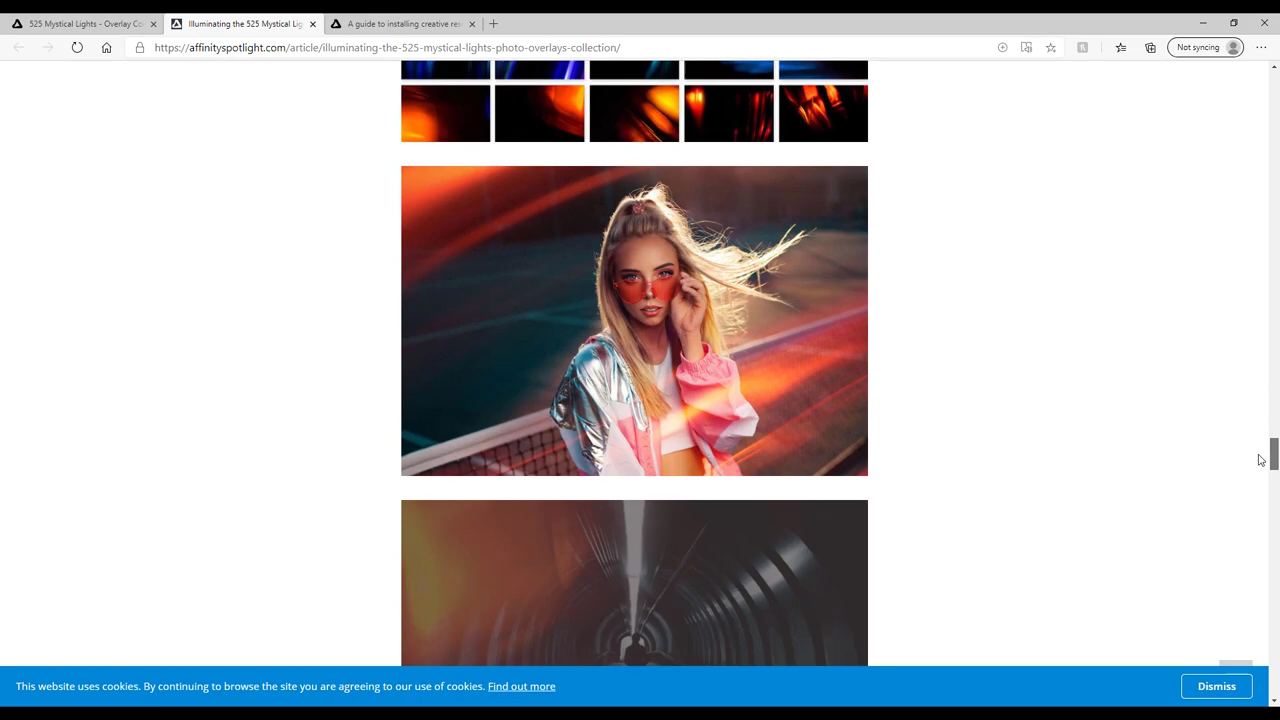 525 Mystical Lights - Overlay Co
Illuminating the 525 Mystical Lig
A guide to installing creative res
https://affinityspotlight.com/article/illuminating-the-525-mystical-lights-photo-overlays-collection/
Not syncing
This website uses cookies. By continuing to browse the site you are agreeing to our use of cookies. Find out more
Dismiss